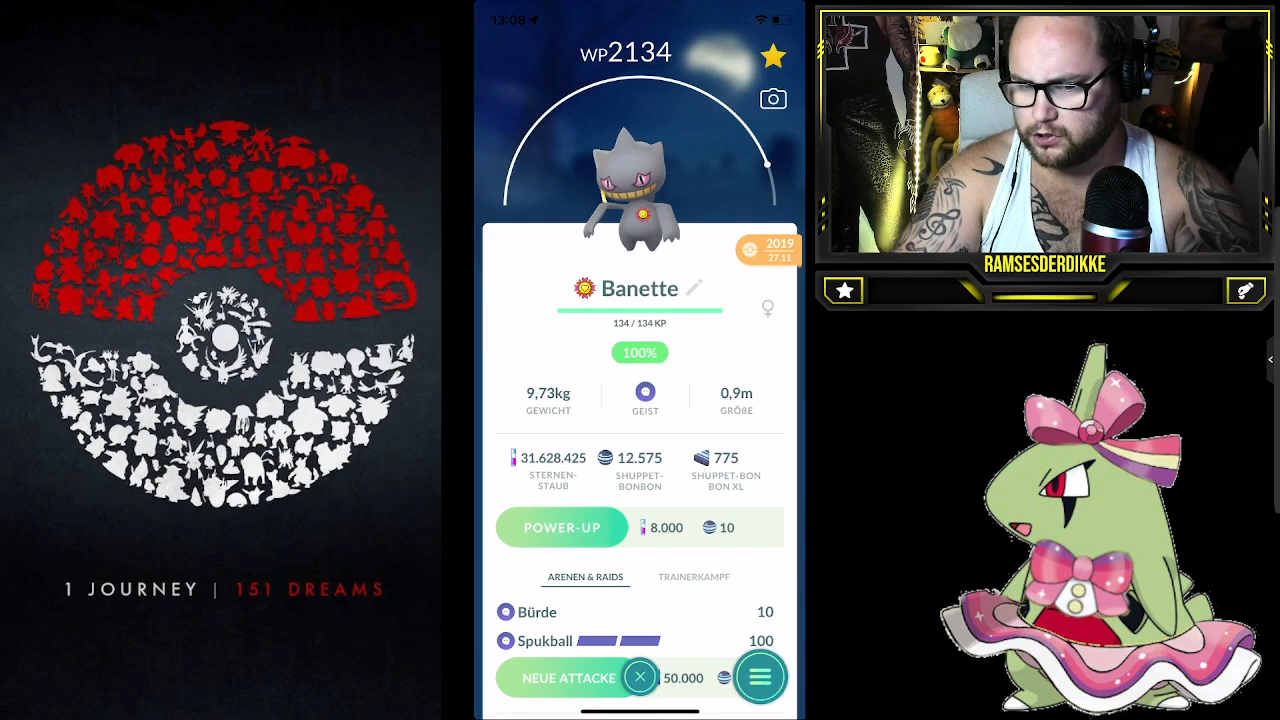 1 JOURNEY | 151 DREAMS
13:08
WP2134
2019
27.11
Banette
134 / 134 KP
100%
9,73kg
GEWICHT
GEIST
0,9m
GRÖßE
31.628.425
STERNEN-
STAUB
12.575
SHUPPET-
BONBON
775
SHUPPET-BON
BON XL
POWER-UP
8.000
10
ARENEN & RAIDS
TRAINERKAMPF
Bürde
10
Spukball
100
NEUE ATTACKE
50.000
RAMSESDERDIKKE